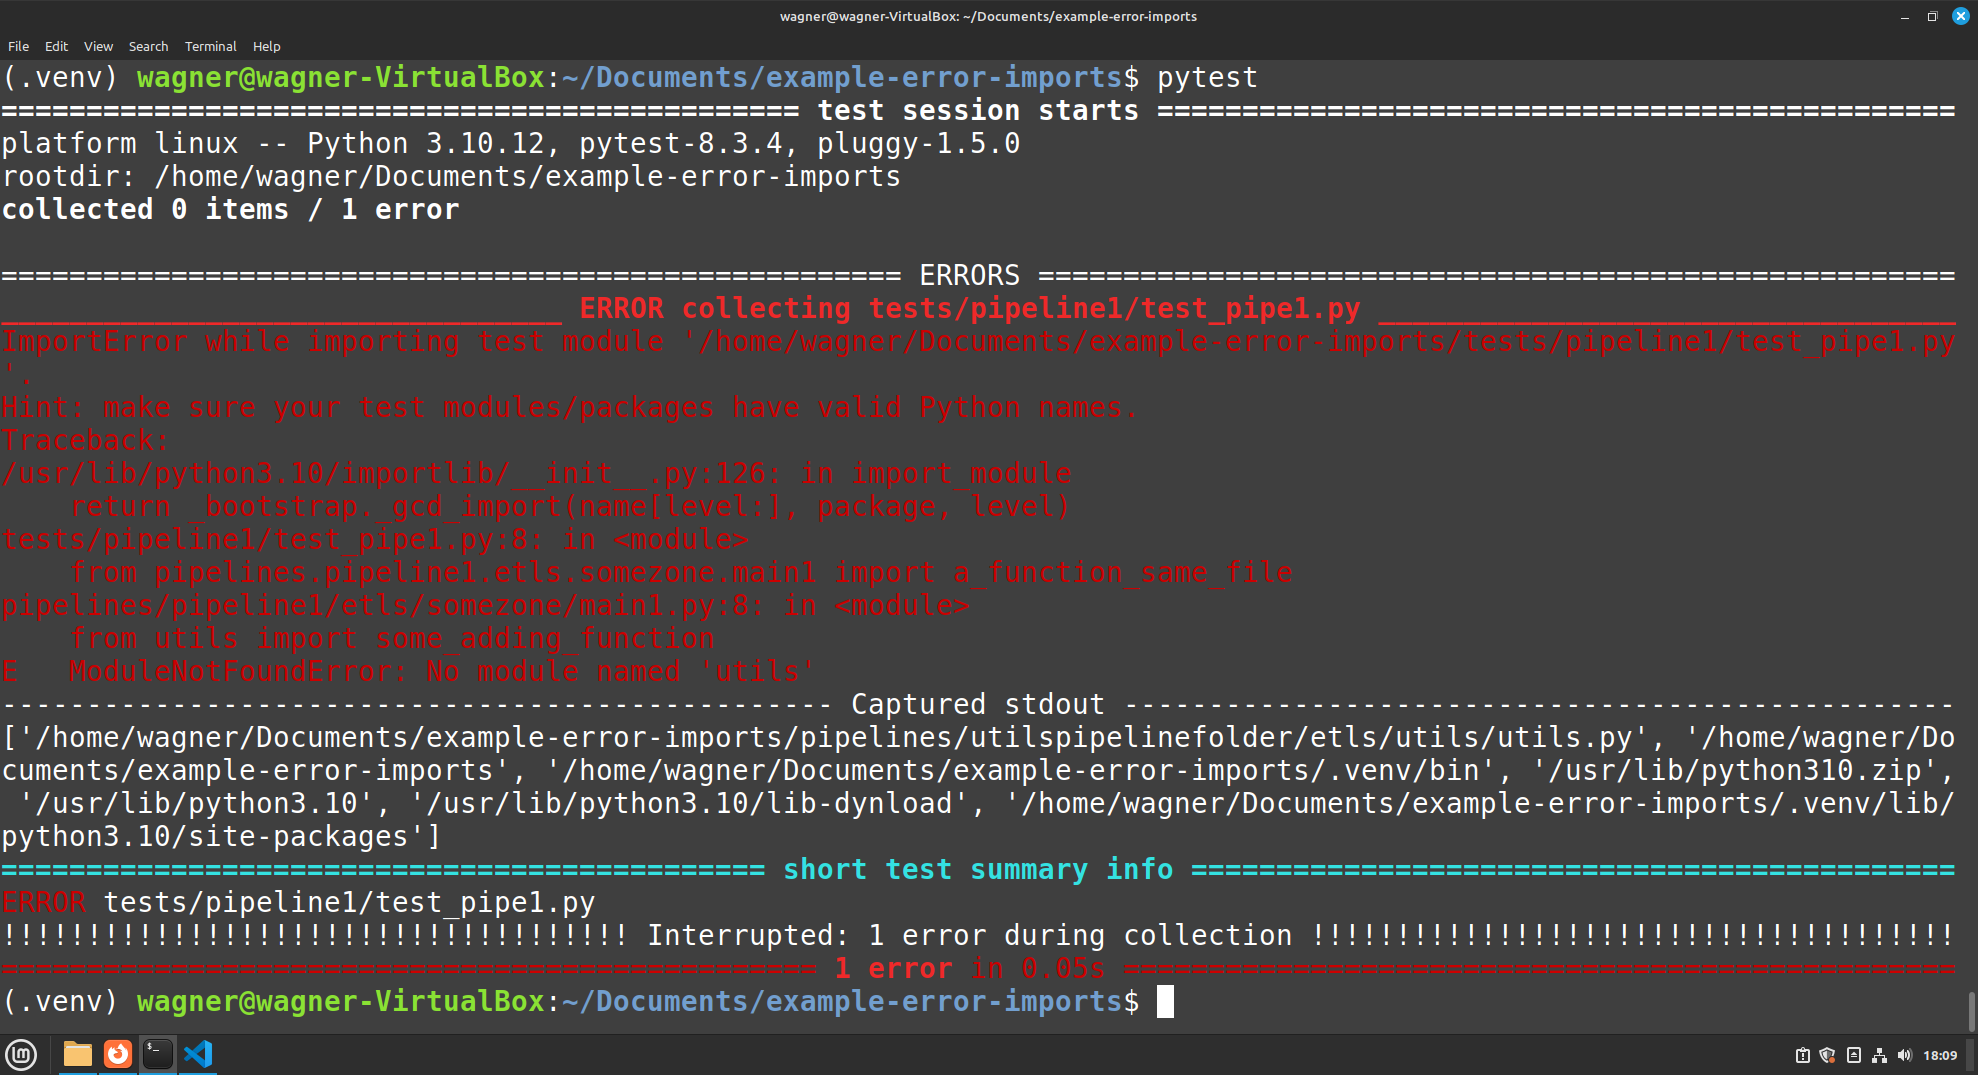 wagner@wagner-VirtualBox: ~/Documents/example-error-imports
File Edit View Search Terminal Help
(.venv) wagner@wagner-VirtualBox:~/Documents/example-error-imports$ pytest
=============================================== test session starts ===============================================
platform linux -- Python 3.10.12, pytest-8.3.4, pluggy-1.5.0
rootdir: /home/wagner/Documents/example-error-imports
collected 0 items / 1 error
===================================================== ERRORS ======================================================
_________________________________ ERROR collecting tests/pipeline1/test_pipe1.py __________________________________
ImportError while importing test module '/home/wagner/Documents/example-error-imports/tests/pipeline1/test_pipe1.py
'.
Hint: make sure your test modules/packages have valid Python names.
Traceback:
/usr/lib/python3.10/importlib/__init__.py:126: in import_module
    return _bootstrap._gcd_import(name[level:], package, level)
tests/pipeline1/test_pipe1.py:8: in <module>
    from pipelines.pipeline1.etls.somezone.main1 import a_function_same_file
pipelines/pipeline1/etls/somezone/main1.py:8: in <module>
    from utils import some_adding_function
E   ModuleNotFoundError: No module named 'utils'
------------------------------------------------- Captured stdout -------------------------------------------------
['/home/wagner/Documents/example-error-imports/pipelines/utilspipelinefolder/etls/utils/utils.py', '/home/wagner/Do
cuments/example-error-imports', '/home/wagner/Documents/example-error-imports/.venv/bin', '/usr/lib/python310.zip',
 '/usr/lib/python3.10', '/usr/lib/python3.10/lib-dynload', '/home/wagner/Documents/example-error-imports/.venv/lib/
python3.10/site-packages']
============================================= short test summary info =============================================
ERROR tests/pipeline1/test_pipe1.py
!!!!!!!!!!!!!!!!!!!!!!!!!!!!!!!!!!!!! Interrupted: 1 error during collection !!!!!!!!!!!!!!!!!!!!!!!!!!!!!!!!!!!!!!
================================================ 1 error in 0.05s =================================================
(.venv) wagner@wagner-VirtualBox:~/Documents/example-error-imports$
18:09